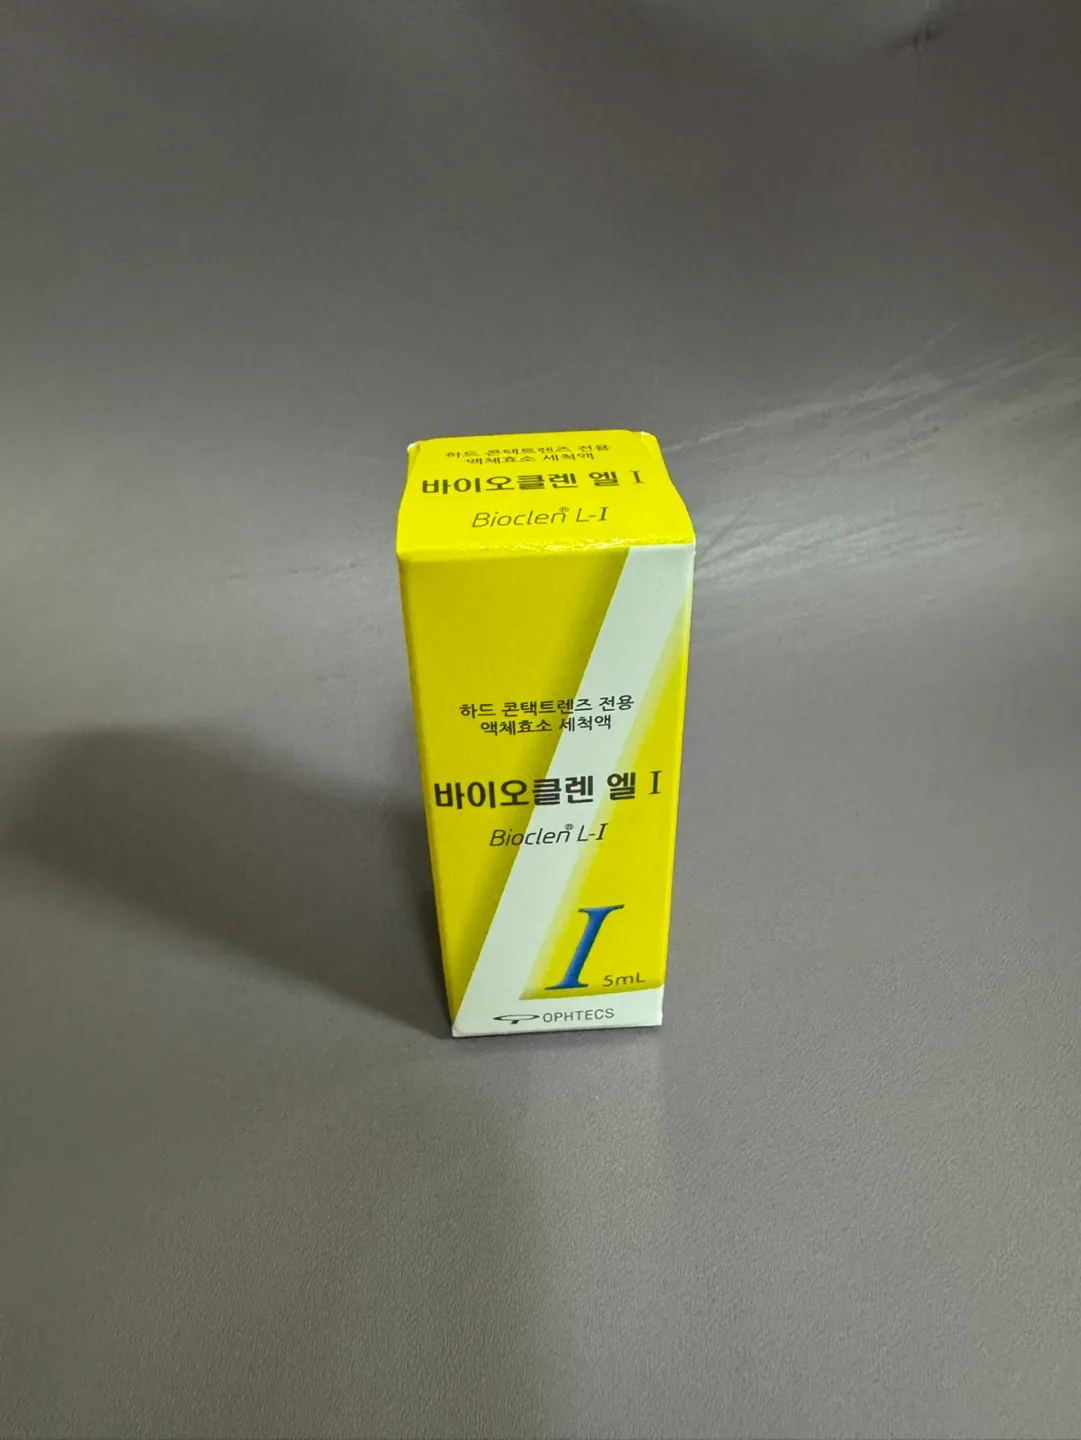 하드 콘택트렌즈 전용
액체효소 세척액
바이오클렌 엘 I
Bioclen® L-I
하드 콘택트렌즈 전용
액체효소 세척액
바이오클렌 엘 I
Bioclen® L-I
I 5mL
OPHTECS